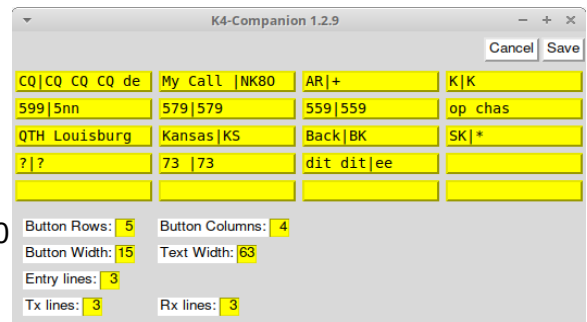 K4-Companion 1.2.9
Cancel Save
CQ|CQ CQ CQ de My Call |NK8O AR|+ K|K
599|5nn 579|579 559|559 op chas
QTH Louisburg Kansas|KS Back|BK SK|*
?|? 73 |73 dit dit|ee
Button Rows: 5 Button Columns: 4
Button Width: 15 Text Width: 63
Entry lines: 3
Tx lines: 3 Rx lines: 3